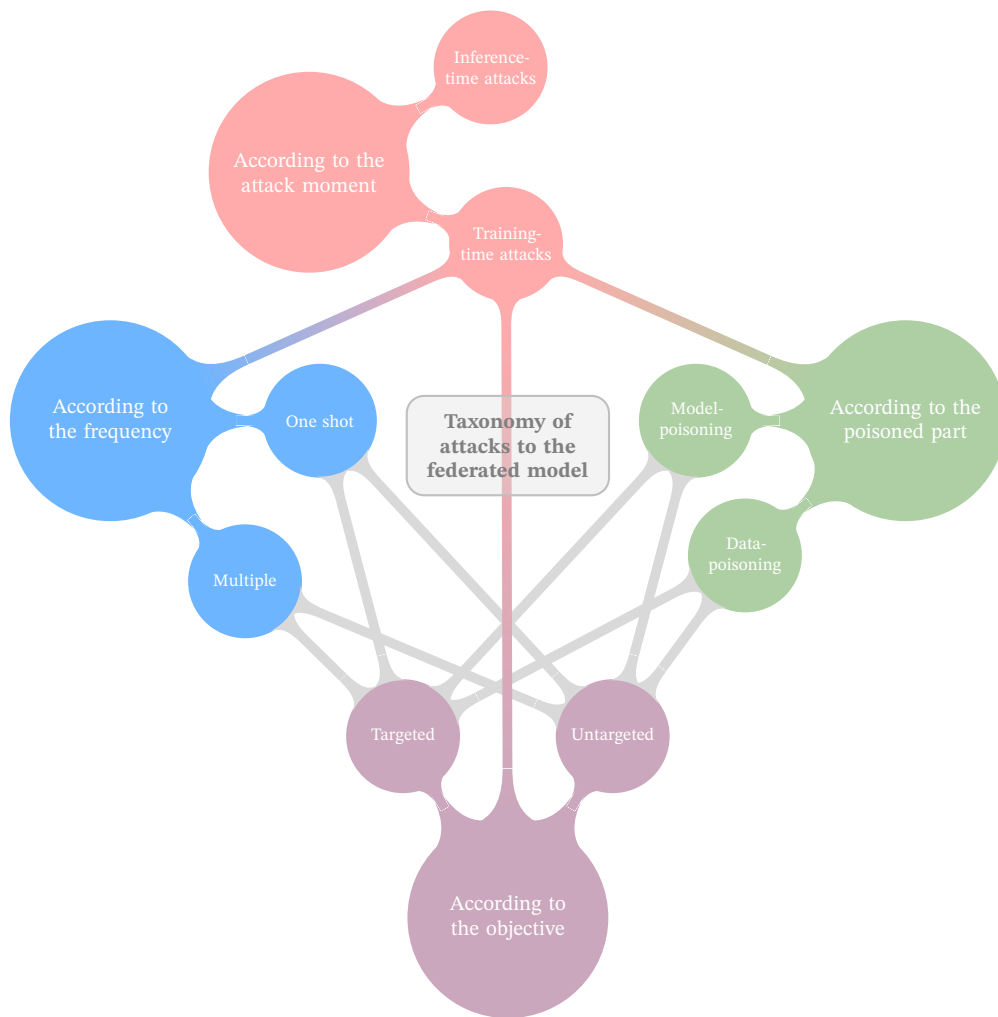 Inference-
time attacks
According to the
attack moment
Training-
time attacks
According to
the frequency
One shot
Taxonomy of
attacks to the
federated model
Model-
poisoning
According to the
poisoned part
Data-
poisoning
Multiple
Targeted
Untargeted
According to
the objective